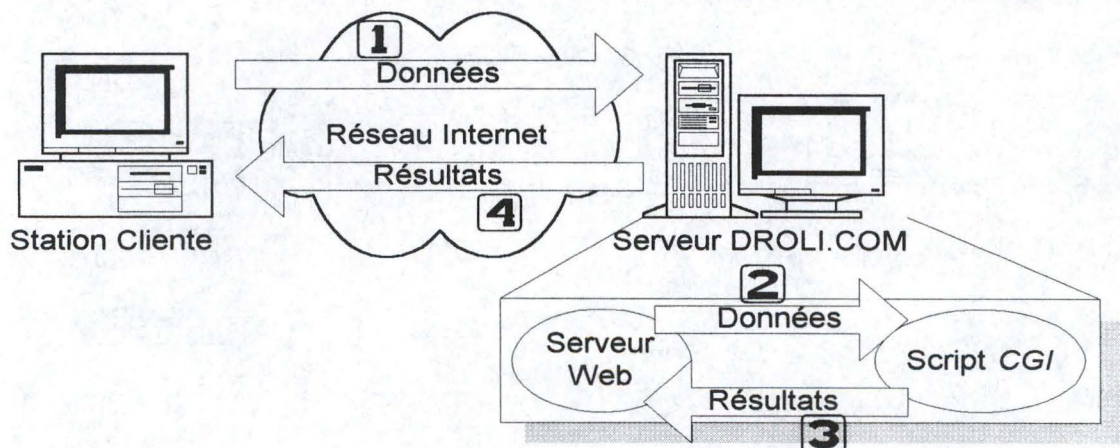 1
Données
Réseau Internet
Résultats
4
Station Cliente
Serveur DROLI.COM
2
Données
Serveur
Web
Script CGI
Résultats
3